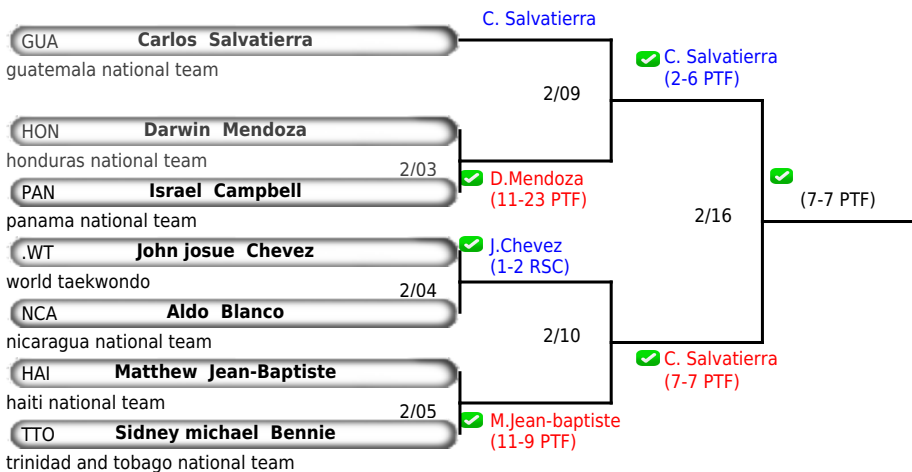 C. Salvatierra
GUA Carlos Salvatierra
guatemala national team
C. Salvatierra
(2-6 PTF)
2/09
HON Darwin Mendoza
honduras national team
2/03
D.Mendoza
(11-23 PTF)
PAN Israel Campbell
panama national team
(7-7 PTF)
2/16
.WT John josue Chevez
world taekwondo
J.Chevez
(1-2 RSC)
2/04
NCA Aldo Blanco
nicaragua national team
2/10
C. Salvatierra
(7-7 PTF)
HAI Matthew Jean-Baptiste
haiti national team
2/05
M.Jean-baptiste
(11-9 PTF)
TTO Sidney michael Bennie
trinidad and tobago national team